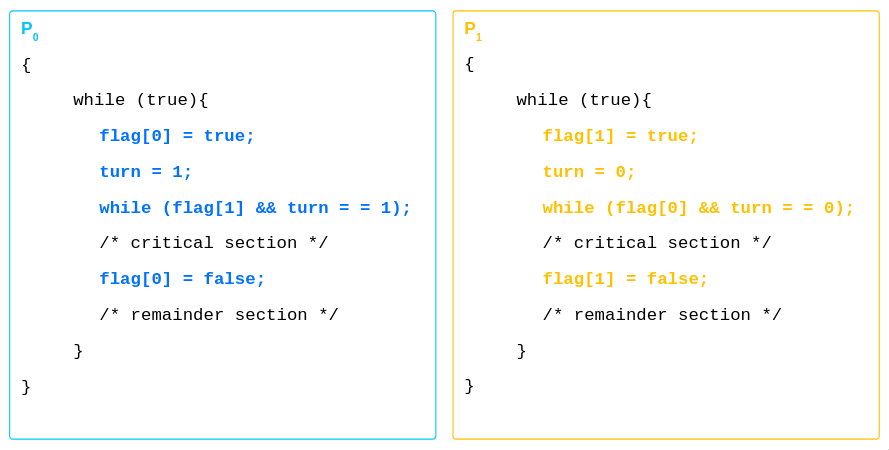 P0
{
while (true){
flag[0] = true;
turn = 1;
while (flag[1] && turn = = 1);
/* critical section */
flag[0] = false;
/* remainder section */
}
}
P1
{
while (true){
flag[1] = true;
turn = 0;
while (flag[0] && turn = = 0);
/* critical section */
flag[1] = false;
/* remainder section */
}
}